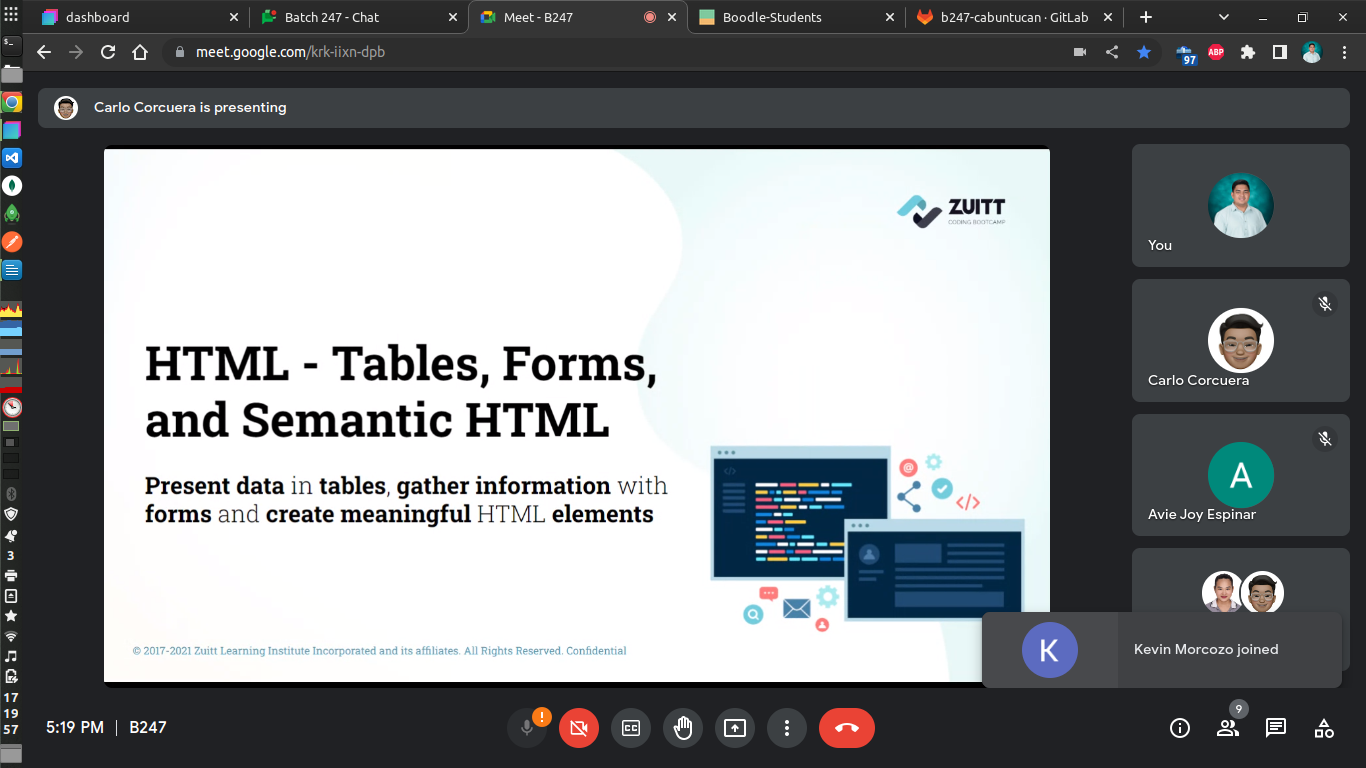 dashboard
Batch 247 - Chat
Meet - B247
Boodle-Students
b247-cabuntucan · GitLab
meet.google.com/krk-iixn-dpb
97
ABP
Carlo Corcuera is presenting
ZUITT
CODING BOOTCAMP
HTML - Tables, Forms,
and Semantic HTML
Present data in tables, gather information with
forms and create meaningful HTML elements
© 2017-2021 Zuitt Learning Institute Incorporated and its affiliates. All Rights Reserved. Confidential
You
Carlo Corcuera
A
Avie Joy Espinar
K
Kevin Morcozo joined
3
17
19
57
5:19 PM
B247
9